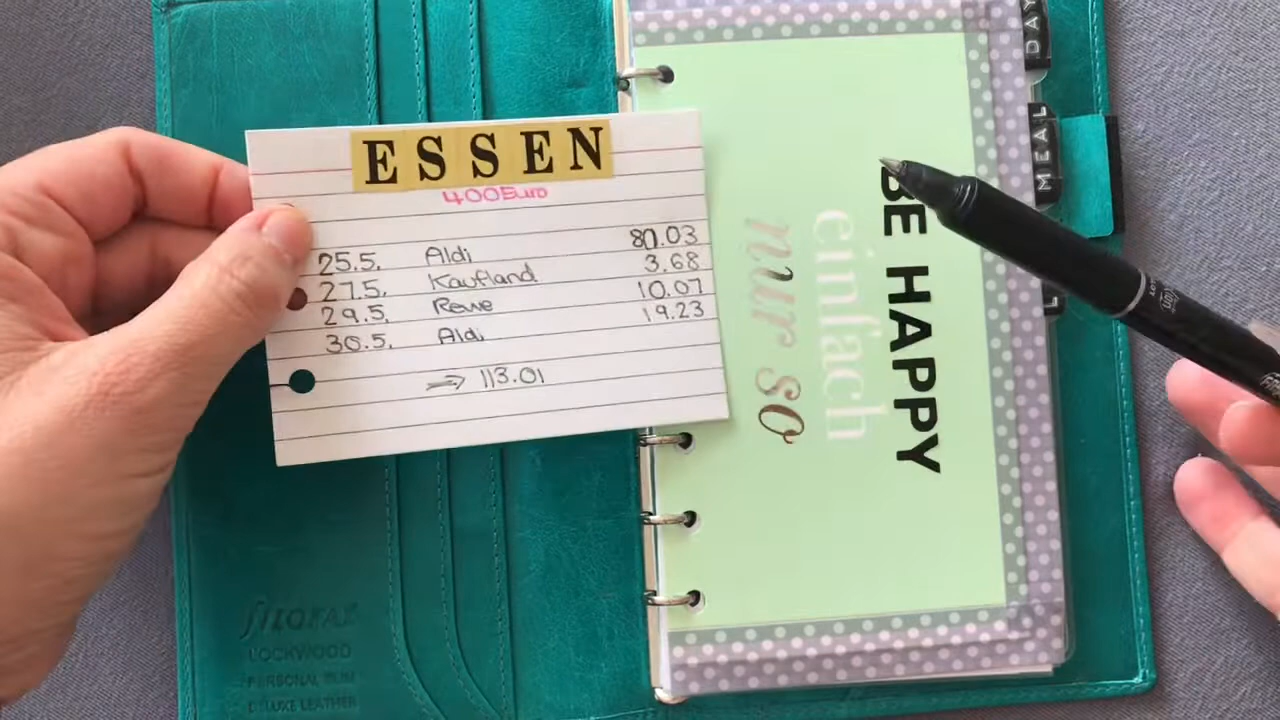 ESSEN
400Euro
25.5. Aldi 80.03
27.5. Kaufland 3.68
29.5. Rewe 10.07
30.5. Aldi 19.23
→ 113.01
BE HAPPY
einfach
nur so
DAY
MEAL
filofax
LOCKWOOD
PERSONAL SLIM
DELUXE LEATHER